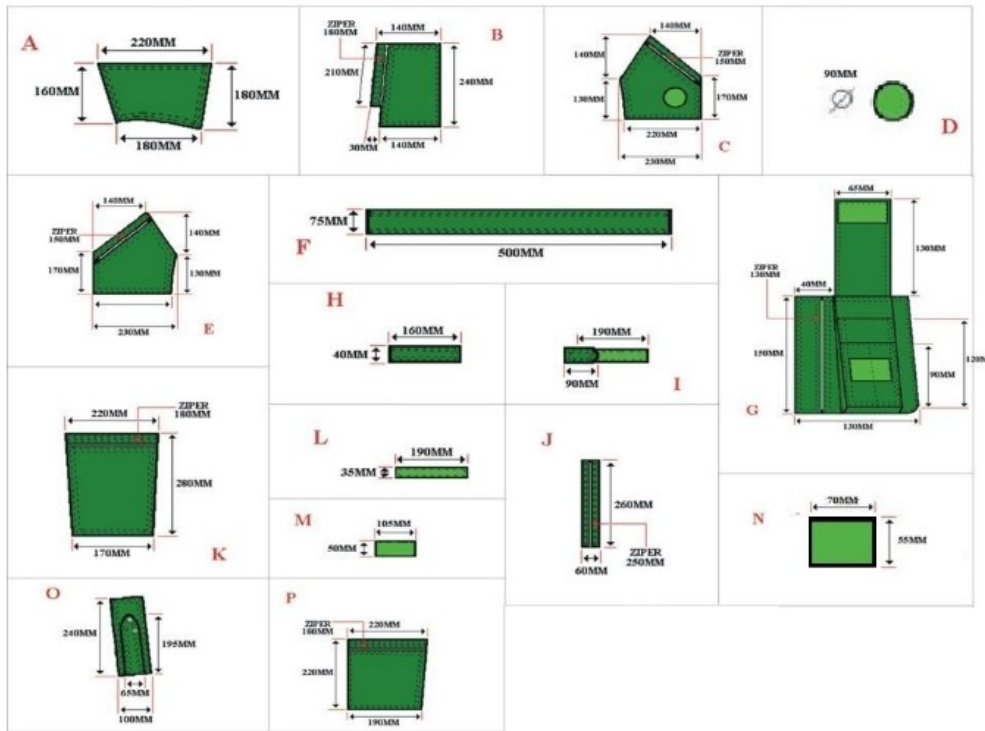 A
220MM
160MM
180MM
180MM
ZIPER
180MM
140MM
B
210MM
240MM
30MM
140MM
140MM
140MM
ZIPER
150MM
130MM
170MM
220MM
230MM
C
90MM
D
140MM
ZIPER
150MM
140MM
170MM
130MM
230MM
E
75MM
F
500MM
65MM
130MM
ZIPER
130MM
40MM
150MM
120M
90MM
G
130MM
H
160MM
40MM
190MM
90MM
I
220MM
ZIPER
180MM
280MM
170MM
K
L
190MM
35MM
J
260MM
ZIPER
250MM
60MM
M
105MM
50MM
N
70MM
55MM
O
240MM
195MM
65MM
100MM
P
ZIPER
180MM
220MM
220MM
190MM